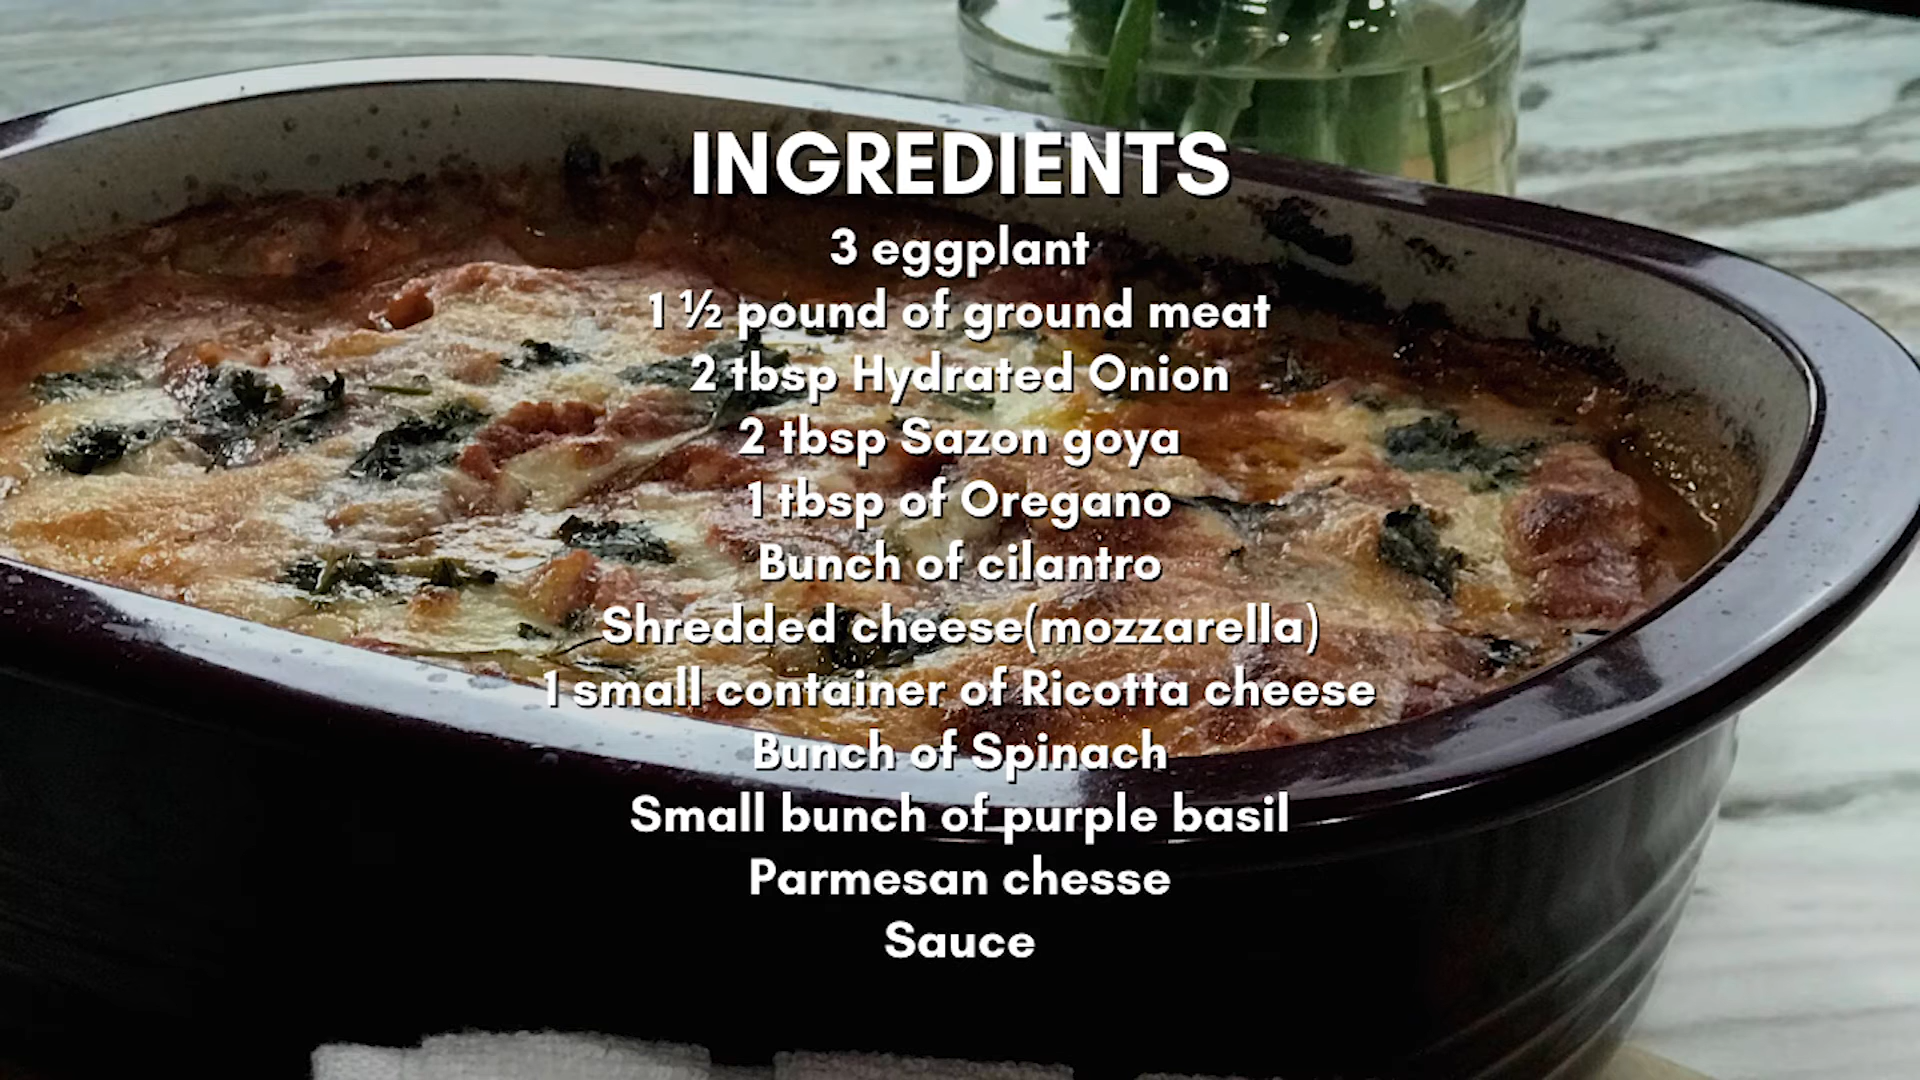 INGREDIENTS
3 eggplant
1 ½ pound of ground meat
2 tbsp Hydrated Onion
2 tbsp Sazon goya
1 tbsp of Oregano
Bunch of cilantro
Shredded cheese(mozzarella)
1 small container of Ricotta cheese
Bunch of Spinach
Small bunch of purple basil
Parmesan chesse
Sauce